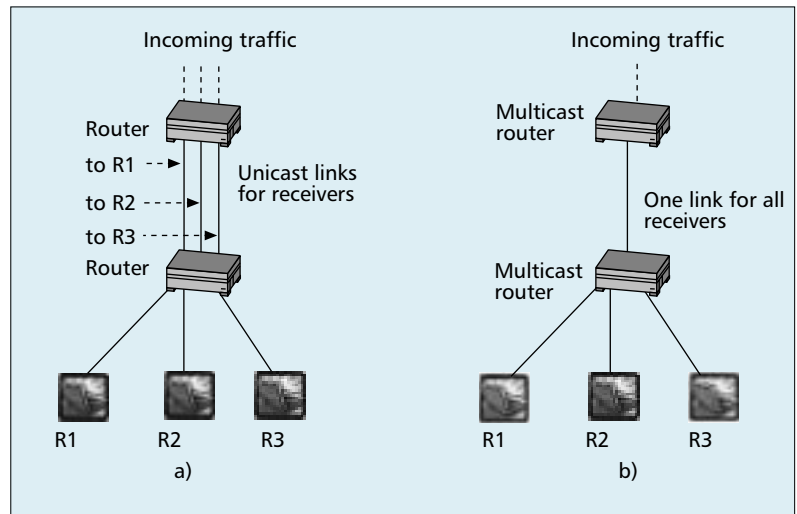 Incoming traffic
Router
to R1
to R2
to R3
Unicast links
for receivers
Router
R1
R2
R3
a)
Incoming traffic
Multicast
router
One link for all
receivers
Multicast
router
R1
R2
R3
b)